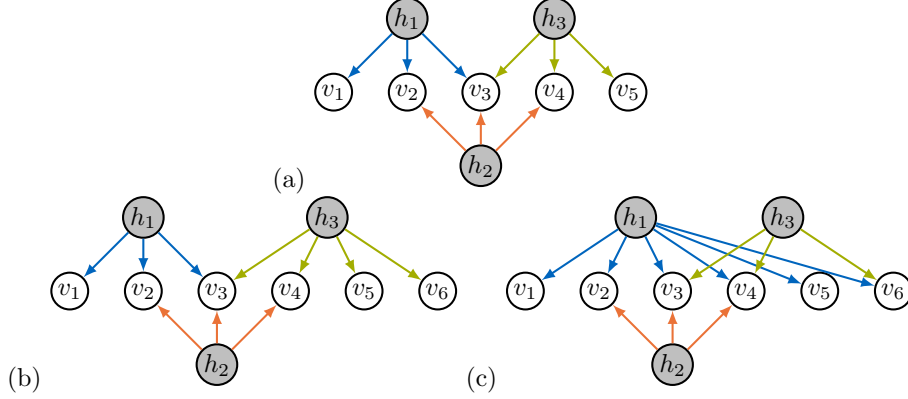 h₁ h₃
v₁ v₂ v₃ v₄ v₅
h₂
(a)
h₁ h₃
v₁ v₂ v₃ v₄ v₅ v₆
h₂
(b)
h₁ h₃
v₁ v₂ v₃ v₄ v₅ v₆
h₂
(c)